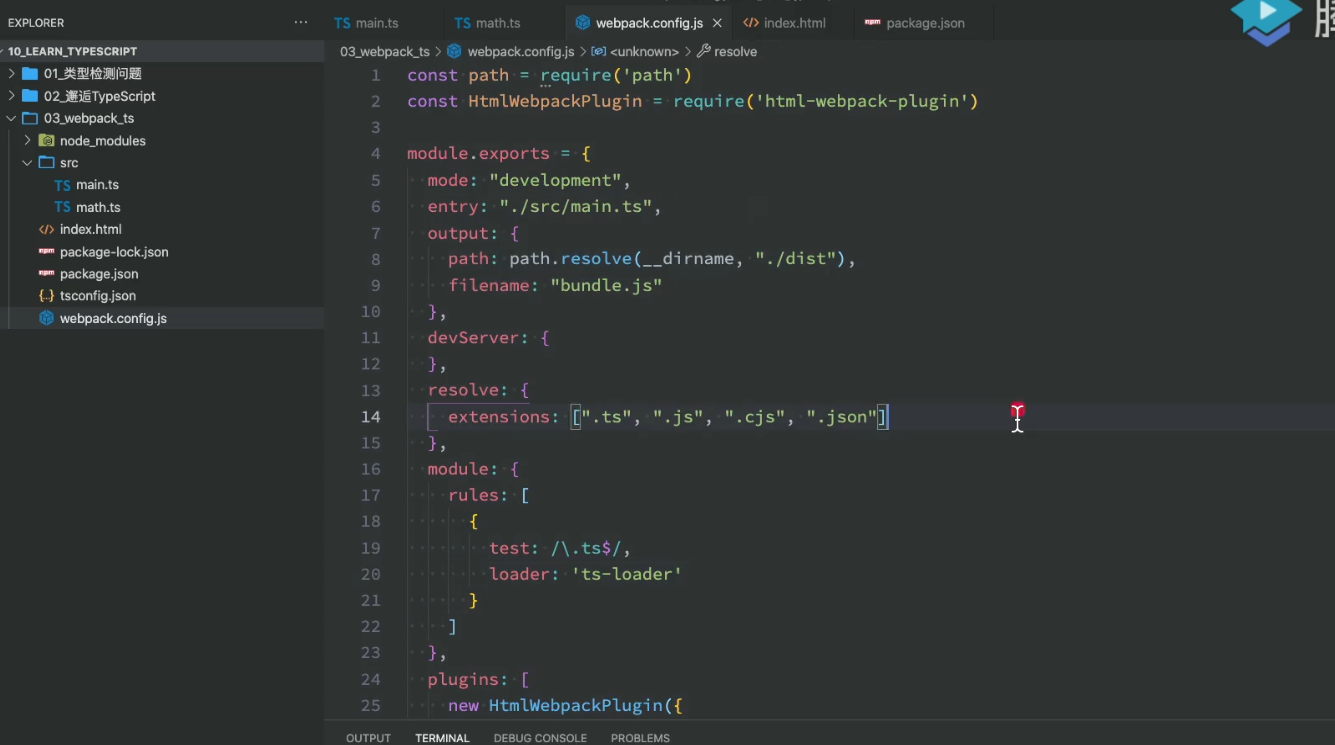 EXPLORER
10_LEARN_TYPESCRIPT
01_类型检测问题
02_邂逅TypeScript
03_webpack_ts
node_modules
src
TS main.ts
TS math.ts
index.html
package-lock.json
package.json
tsconfig.json
webpack.config.js
TS main.ts TS math.ts webpack.config.js × index.html package.json
03_webpack_ts > webpack.config.js > <unknown> > resolve
1 const path = require('path')
2 const HtmlWebpackPlugin = require('html-webpack-plugin')
3
4 module.exports = {
5 mode: "development",
6 entry: "./src/main.ts",
7 output: {
8 path: path.resolve(__dirname, "./dist"),
9 filename: "bundle.js"
10 },
11 devServer: {
12 },
13 resolve: {
14 extensions: [".ts", ".js", ".cjs", ".json"]
15 },
16 module: {
17 rules: [
18 {
19 test: /\.ts$/,
20 loader: 'ts-loader'
21 }
22 ]
23 },
24 plugins: [
25 new HtmlWebpackPlugin({
OUTPUT TERMINAL DEBUG CONSOLE PROBLEMS